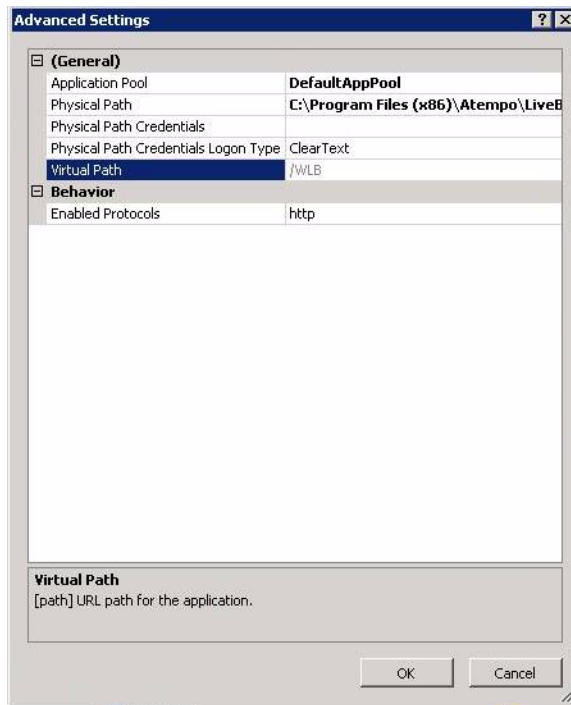 Advanced Settings
(General)
Application Pool DefaultAppPool
Physical Path C:\Program Files (x86)\Atempo\LiveB
Physical Path Credentials
Physical Path Credentials Logon Type ClearText
Virtual Path /WLB
Behavior
Enabled Protocols http
Virtual Path
[path] URL path for the application.
OK Cancel